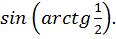 sin (arctg 1/2).